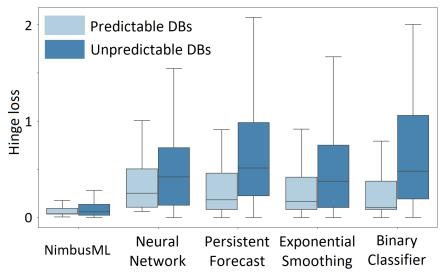 2
Predictable DBs
Unpredictable DBs
1
0
Hinge loss
NimbusML
Neural
Network
Persistent
Forecast
Exponential
Smoothing
Binary
Classifier